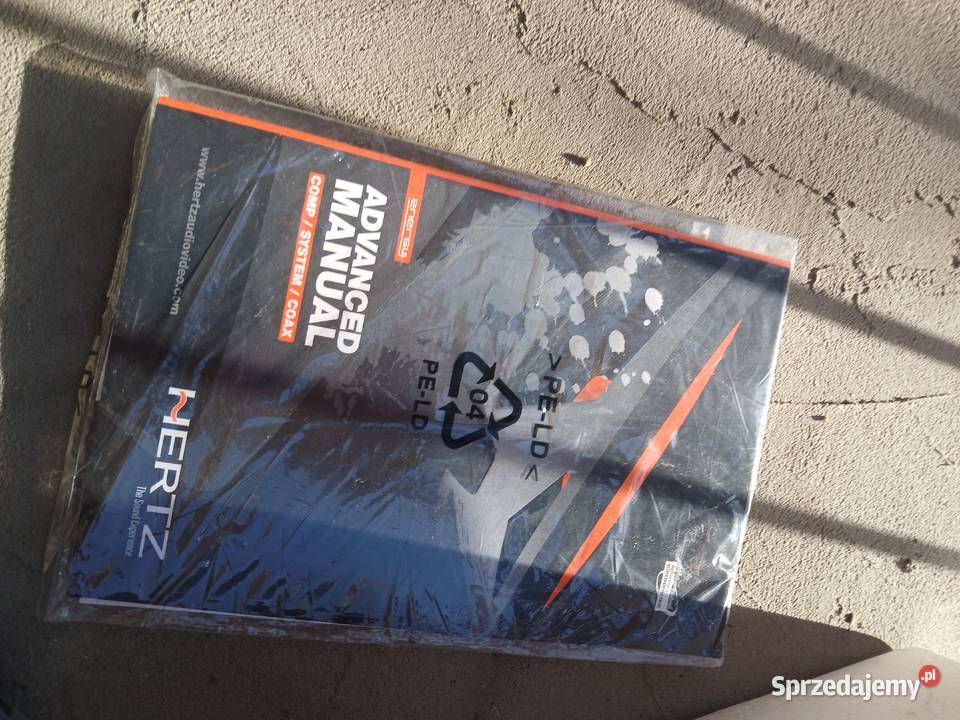 energy
ADVANCED
MANUAL
COMP / SYSTEM / COAX
>PE-LD<
04
PE-LD
HERTZ
The Sound Experience
www.hertzaudiovideo.com
Sprzedajemy.pl